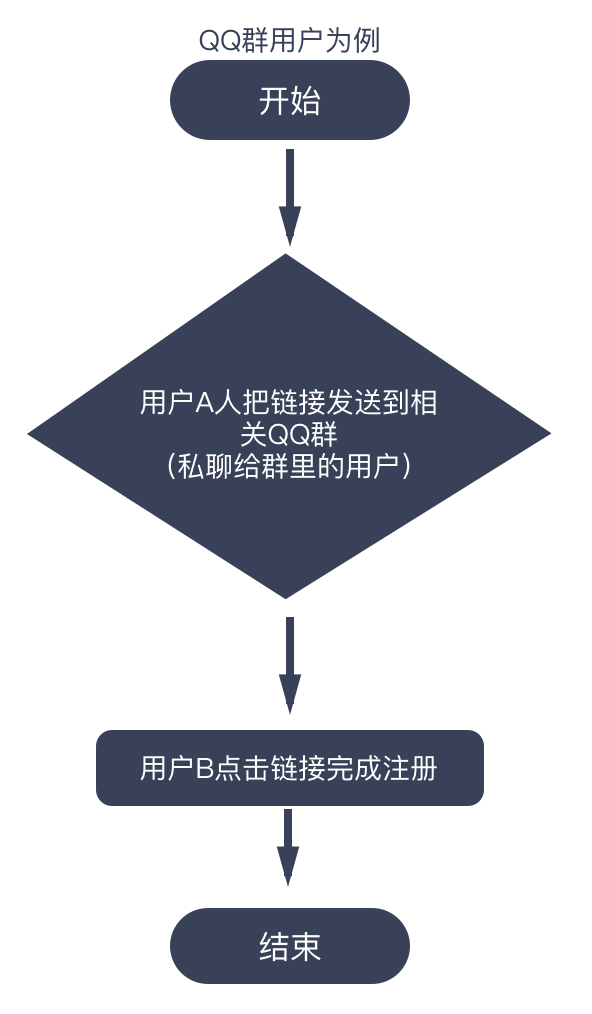 QQ群用户为例
开始
用户A人把链接发送到相
关QQ群
（私聊给群里的用户）
用户B点击链接完成注册
结束